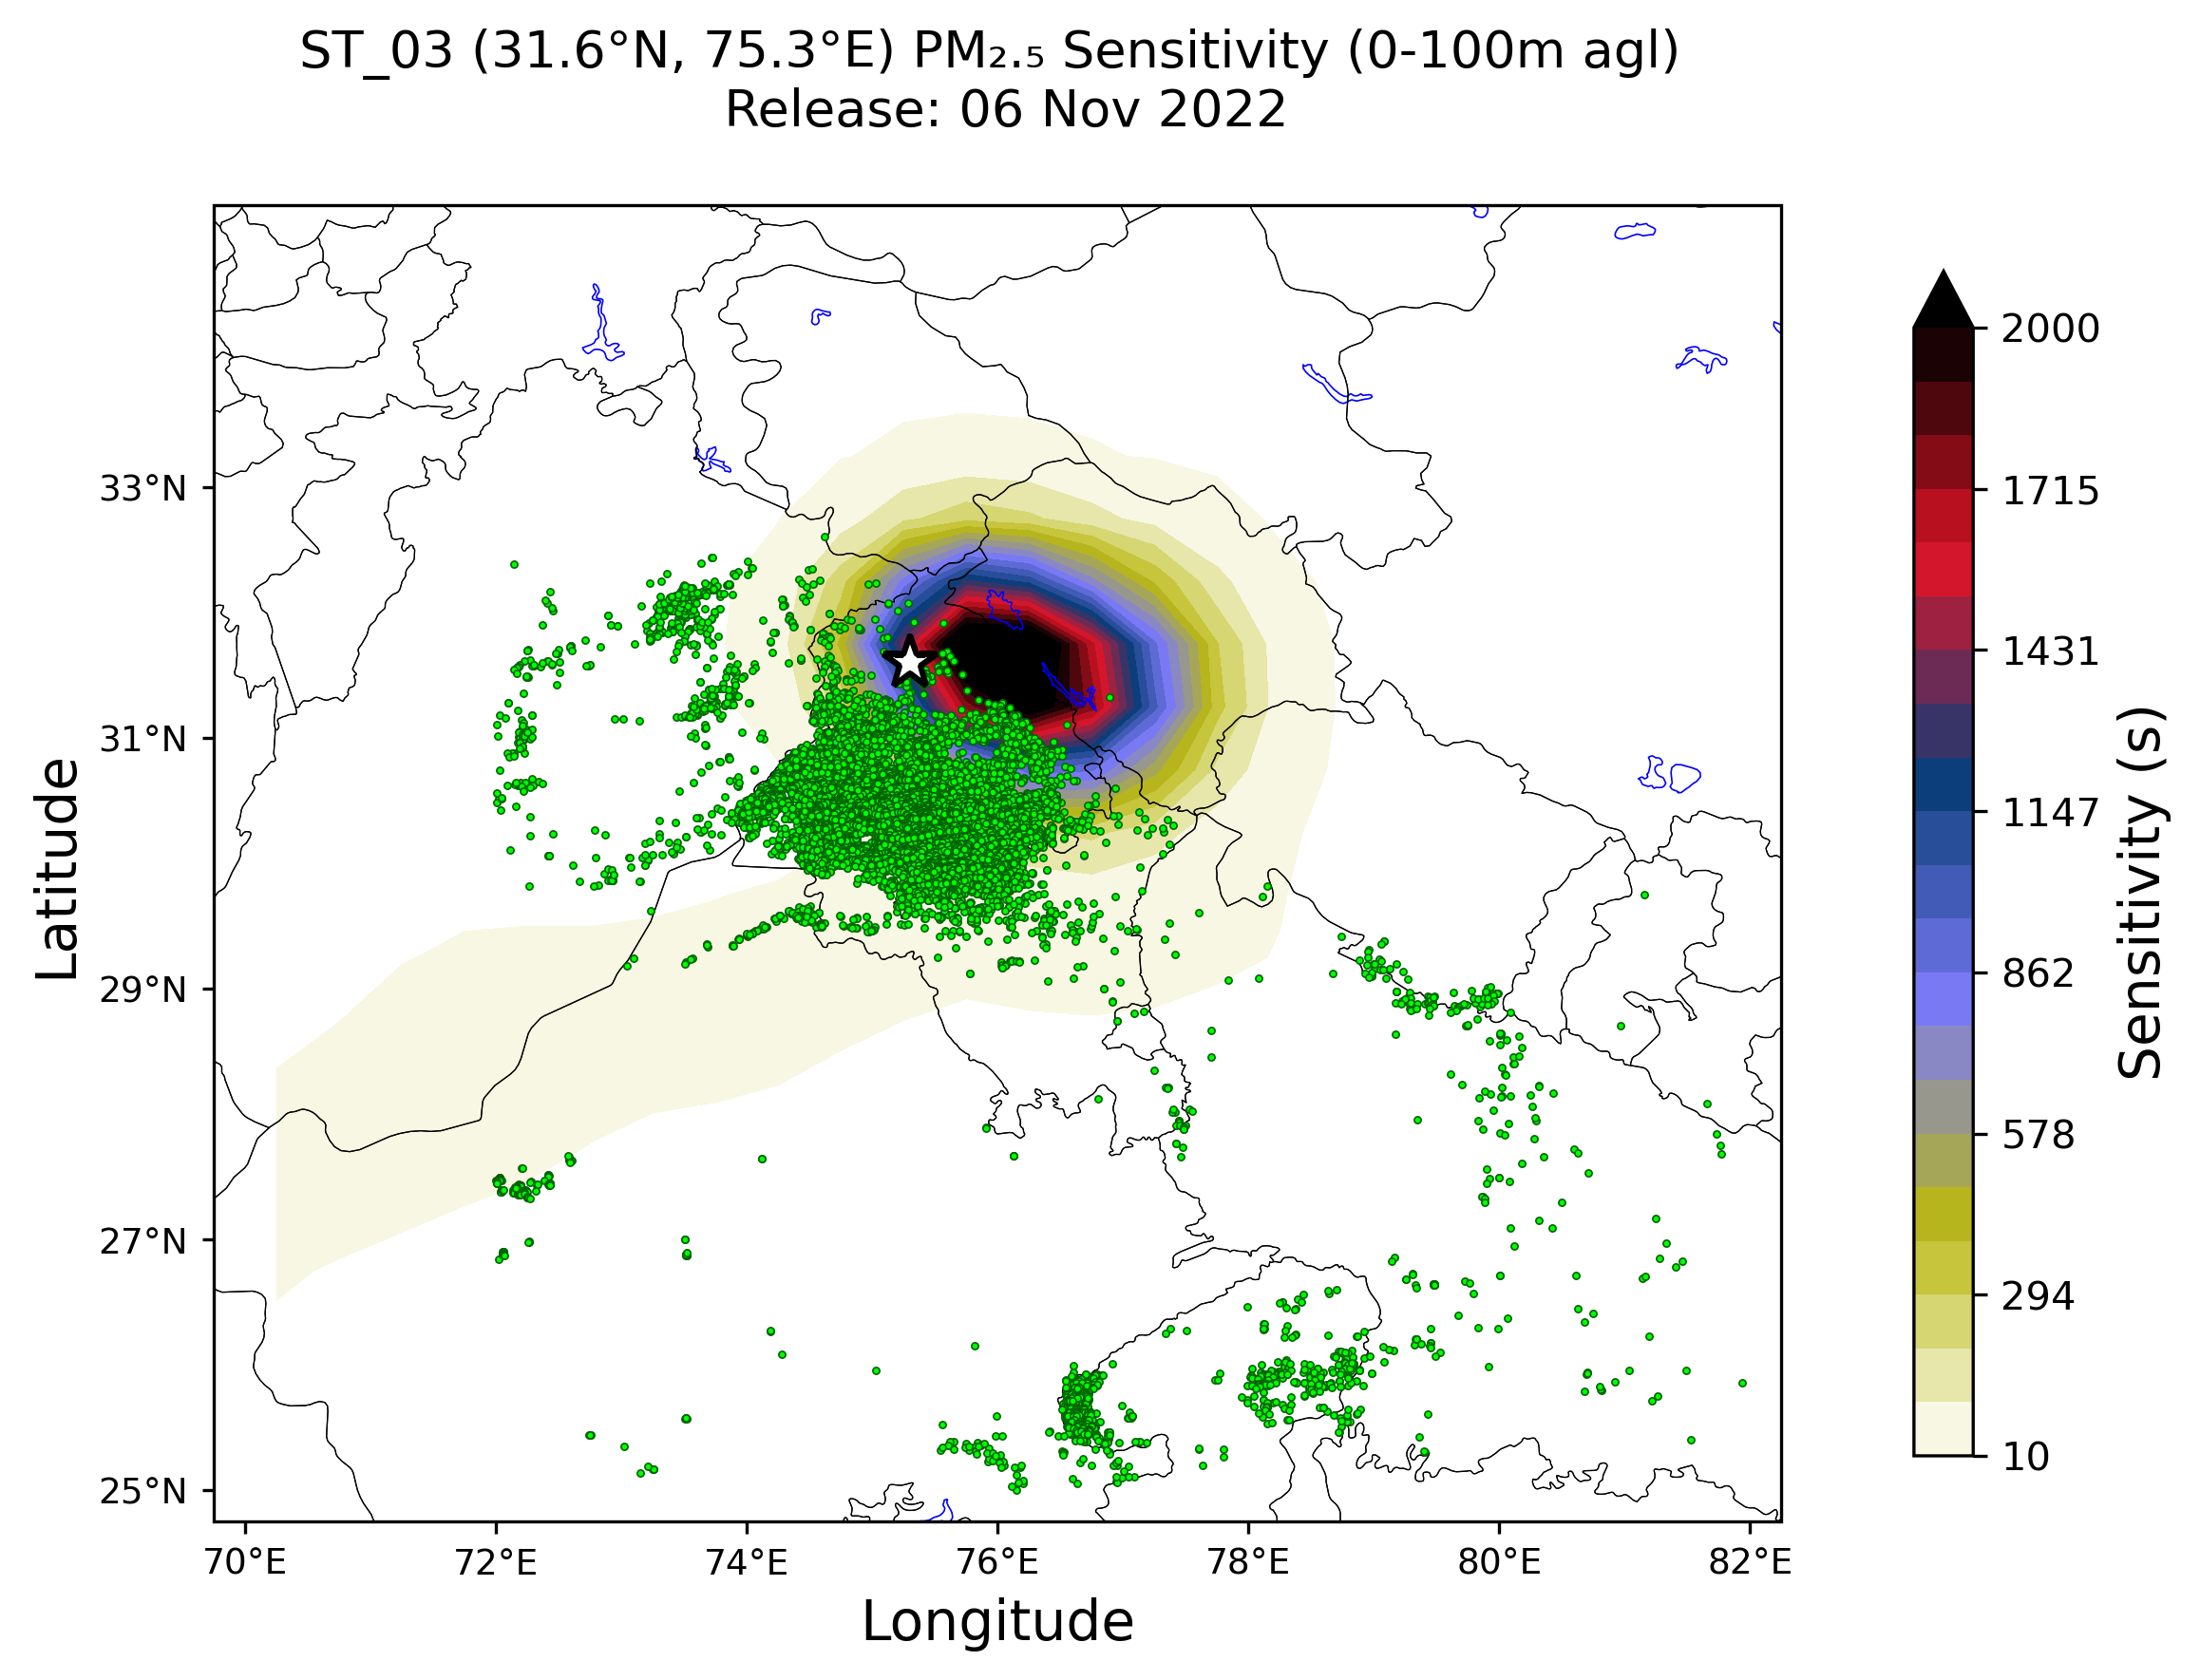 ST_03 (31.6°N, 75.3°E) PM₂.₅ Sensitivity (0-100m agl)
Release: 06 Nov 2022
33°N
31°N
29°N
27°N
25°N
Latitude
70°E
72°E
74°E
76°E
78°E
80°E
82°E
Longitude
2000
1715
1431
1147
862
578
294
10
Sensitivity (s)